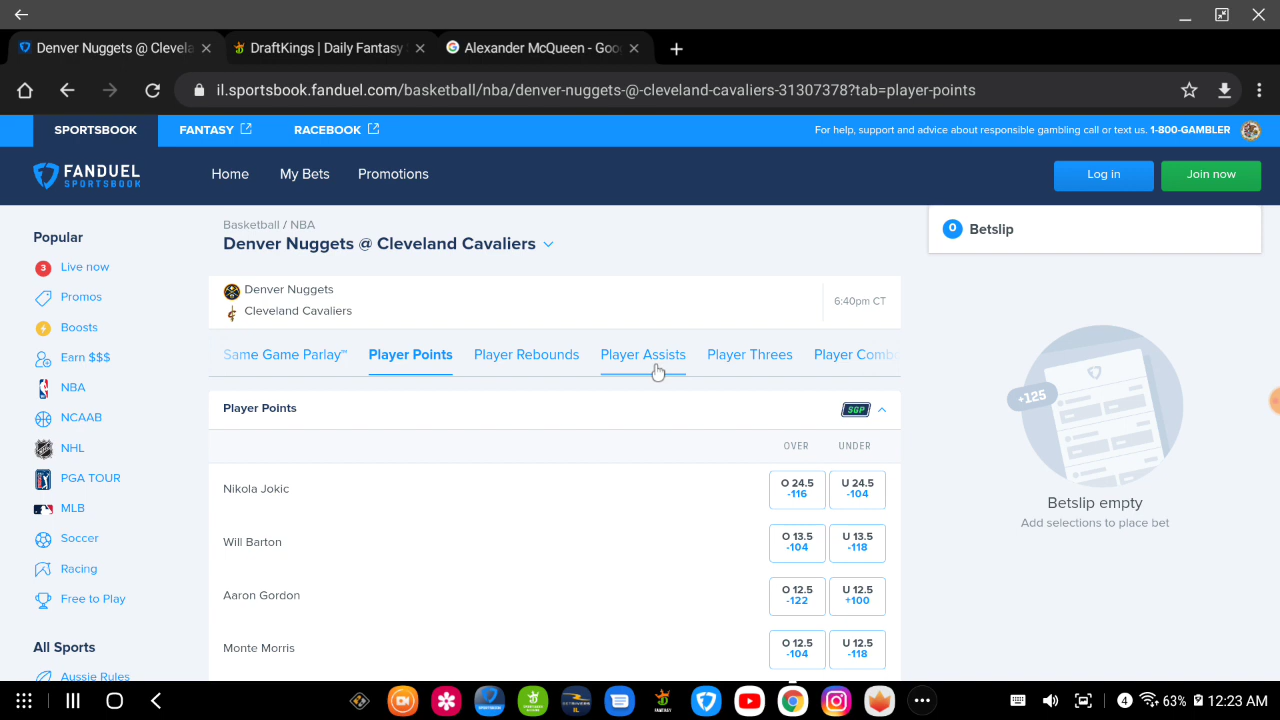 Denver Nuggets @ Clevela
DraftKings | Daily Fantasy
Alexander McQueen - Goo
il.sportsbook.fanduel.com/basketball/nba/denver-nuggets-@-cleveland-cavaliers-31307378?tab=player-points
SPORTSBOOK
FANTASY
RACEBOOK
For help, support and advice about responsible gambling call or text us. 1-800-GAMBLER
FANDUEL
SPORTSBOOK
Home
My Bets
Promotions
Log in
Join now
Popular
3
Live now
Promos
Boosts
Earn $$$
NBA
NCAAB
NHL
PGA TOUR
MLB
Soccer
Racing
Free to Play
All Sports
Aussie Rules
Basketball / NBA
Denver Nuggets @ Cleveland Cavaliers
Denver Nuggets
Cleveland Cavaliers
6:40pm CT
Same Game Parlay™
Player Points
Player Rebounds
Player Assists
Player Threes
Player Combo
Player Points
SGP
OVER
UNDER
Nikola Jokic
O 24.5
-116
U 24.5
-104
Will Barton
O 13.5
-104
U 13.5
-118
Aaron Gordon
O 12.5
-122
U 12.5
+100
Monte Morris
O 12.5
-104
U 12.5
-118
0
Betslip
+125
Betslip empty
Add selections to place bet
4
63%
12:23 AM